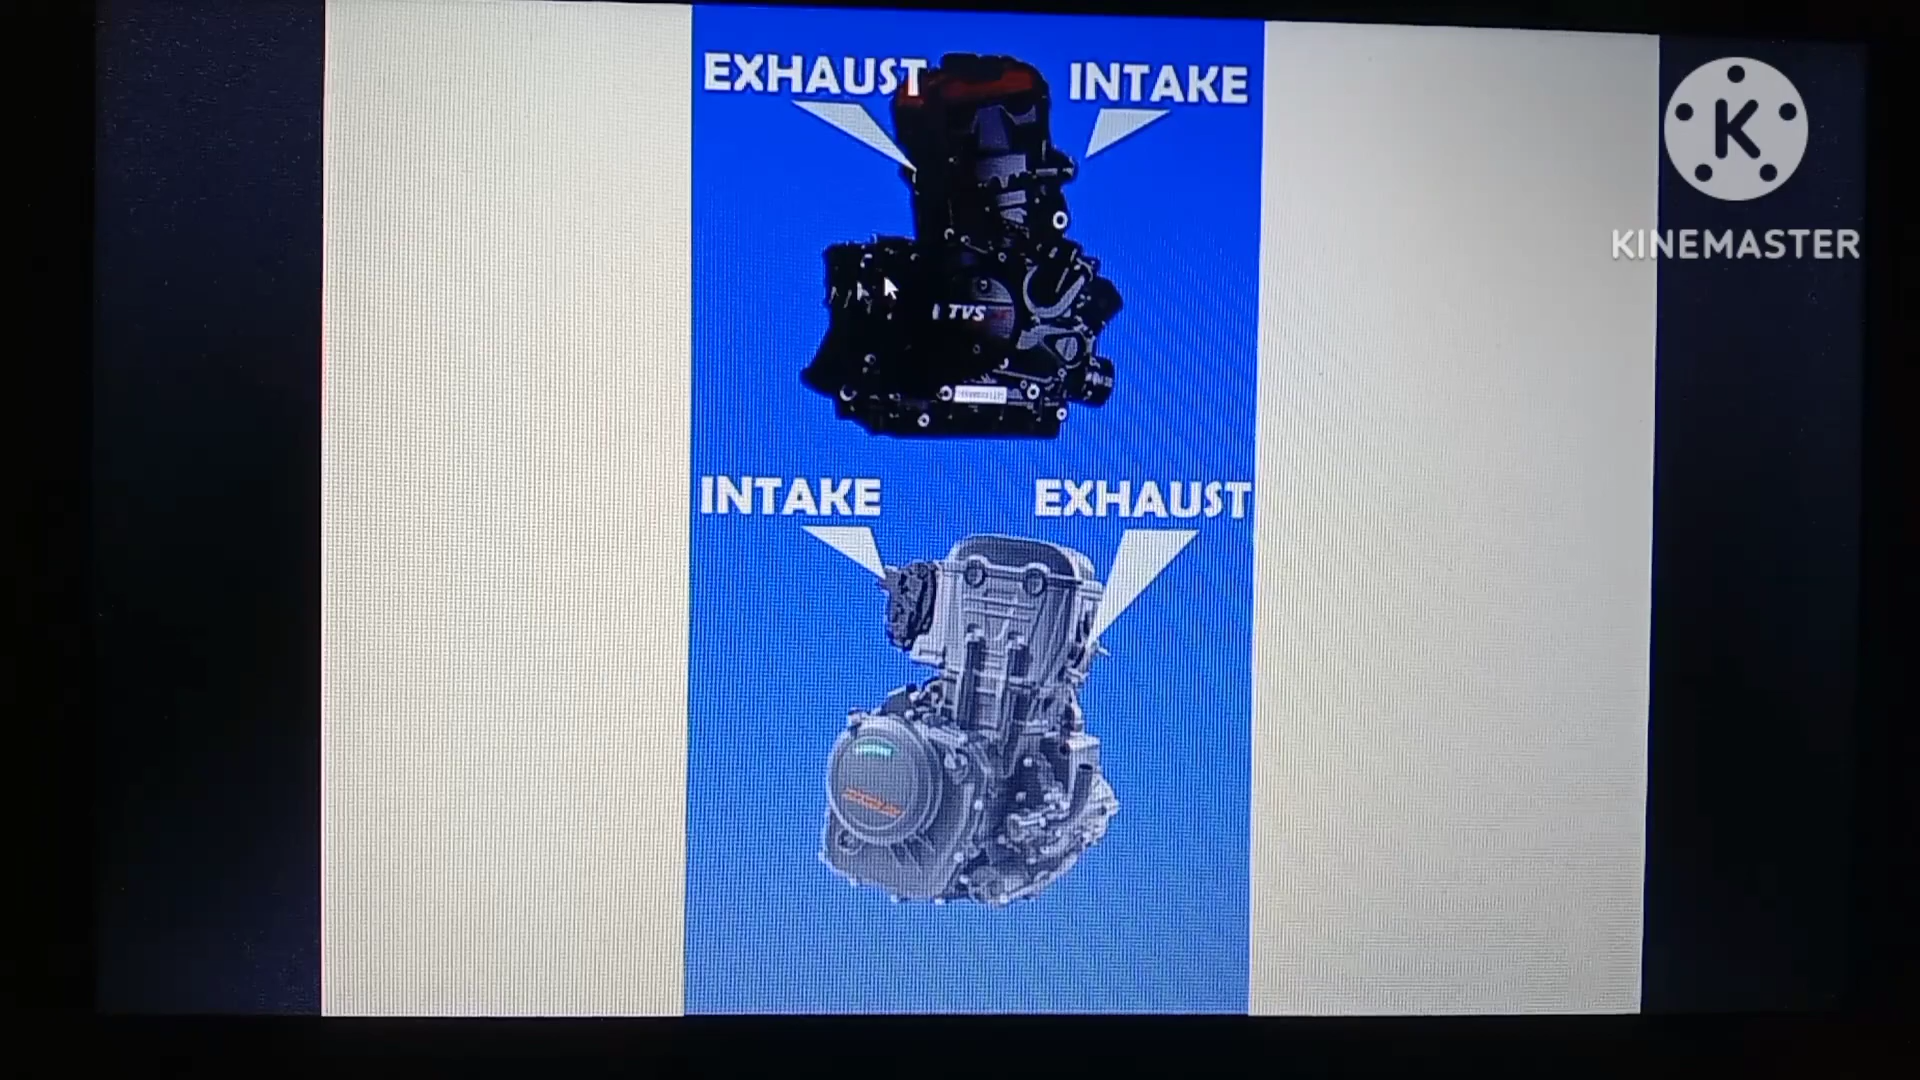 EXHAUST
INTAKE
TVS
INTAKE
EXHAUST
K
KINEMASTER